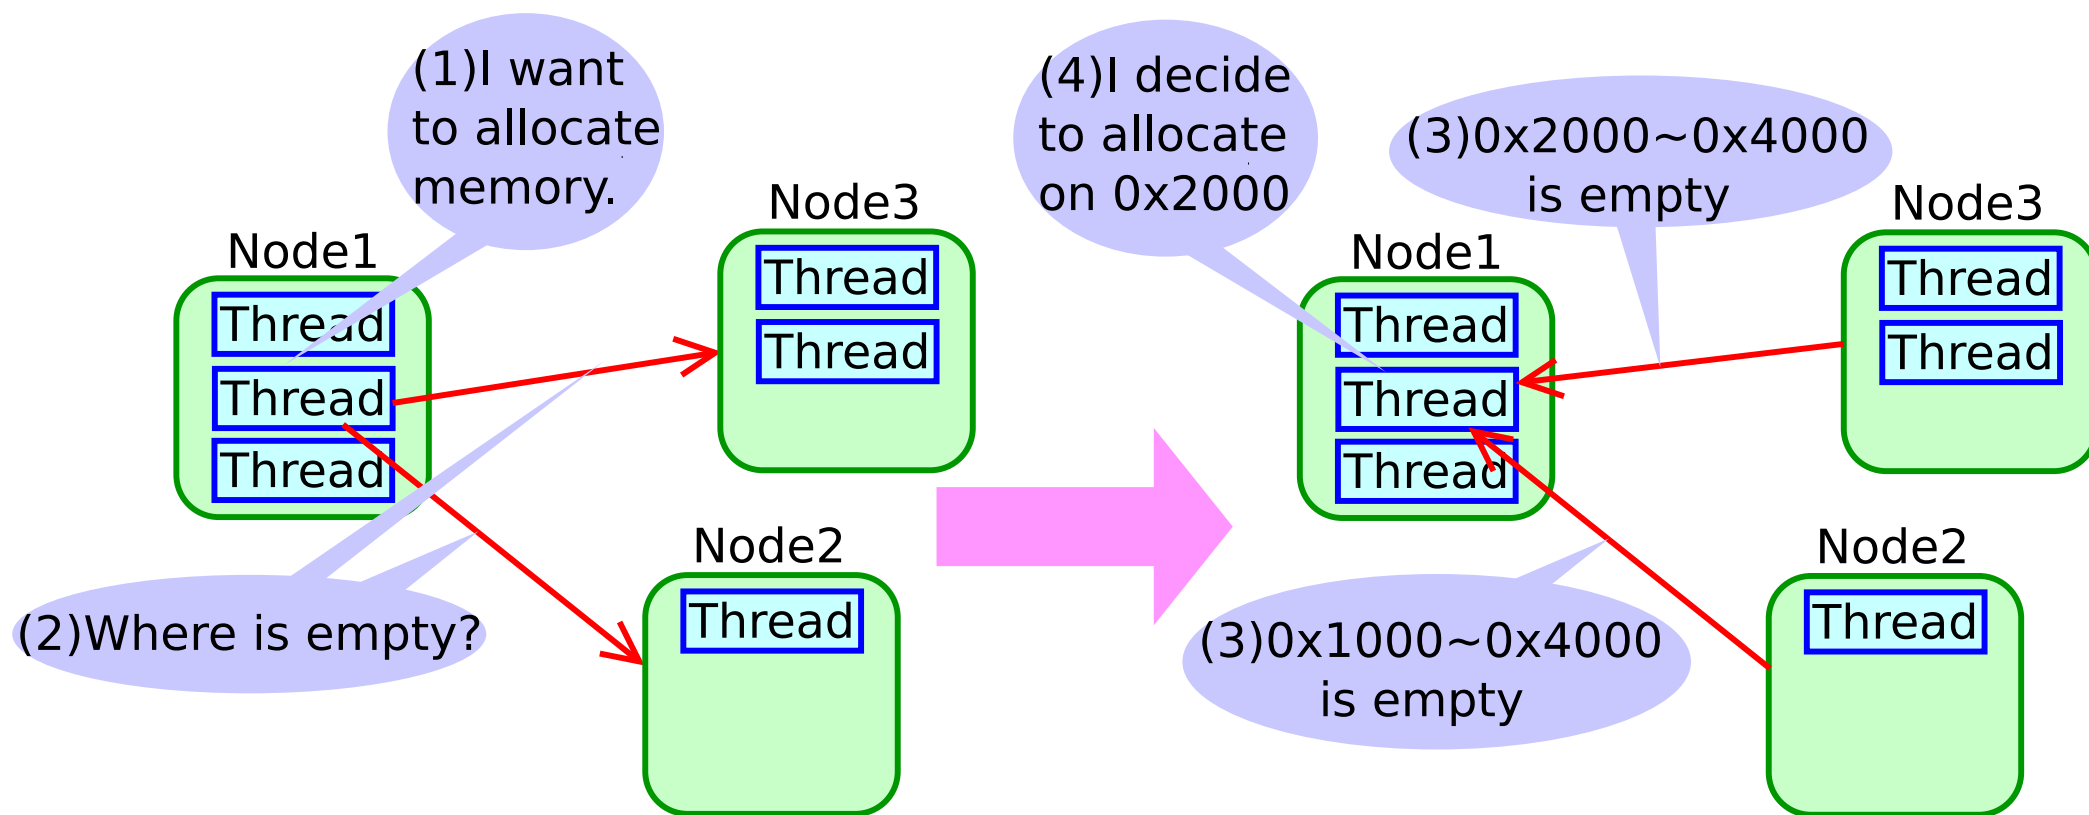 (1)I want
to allocate
memory.
Node3
Thread
Thread
Node1
Thread
Thread
Thread
Node2
Thread
(2)Where is empty?
(4)I decide
to allocate
on 0x2000
(3)0x2000~0x4000
is empty
Node3
Thread
Thread
Node1
Thread
Thread
Thread
Node2
Thread
(3)0x1000~0x4000
is empty